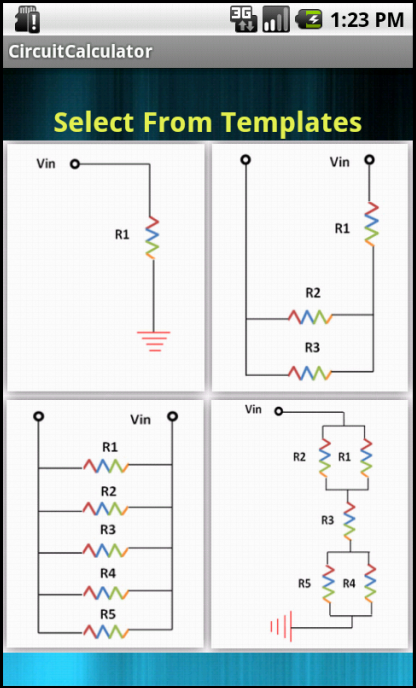 3G 1:23 PM
CircuitCalculator
Select From Templates
Vin
R1
Vin
R1
R2
R3
Vin
R1
R2
R3
R4
R5
Vin
R2 R1
R3
R5 R4